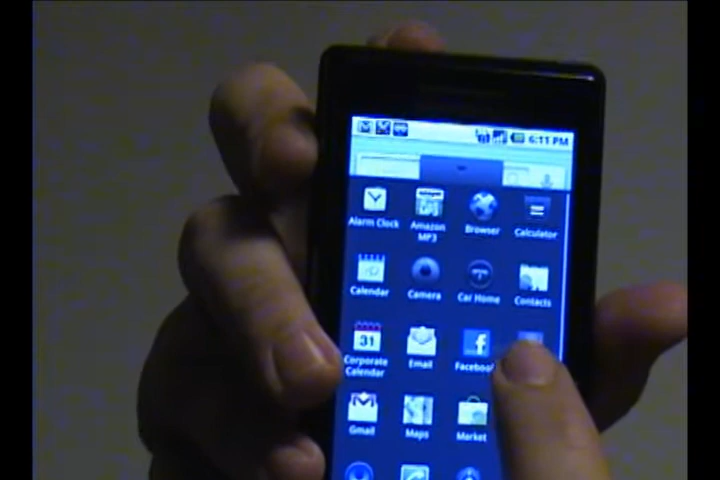 6:11 PM
Alarm Clock
Amazon
MP3
Browser
Calculator
Calendar
Camera
Car Home
Contacts
31
Corporate
Calendar
Email
Facebook
Gmail
Maps
Market